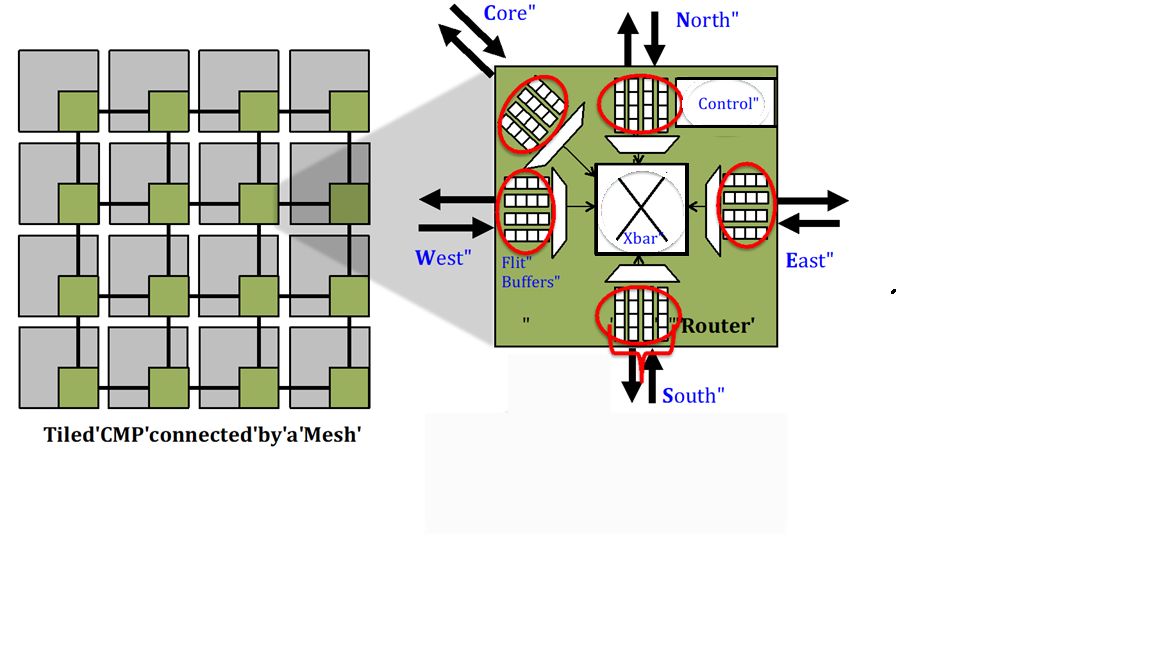 Core"
North"
Control"
Xbar"
West"
East"
Flit"
Buffers"
" ' ' '"Router'
South"
Tiled'CMP'connected'by'a'Mesh'